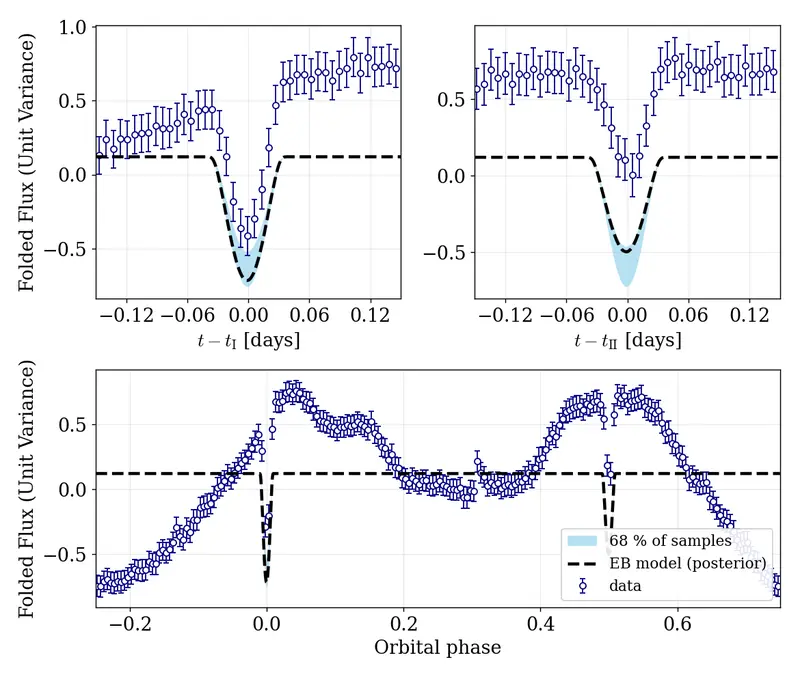 Folded Flux (Unit Variance)
1.0
0.5
0.0
−0.5
−0.12 −0.06 0.00 0.06 0.12
t − t_I [days]
0.5
0.0
−0.5
−0.12 −0.06 0.00 0.06 0.12
t − t_II [days]
Folded Flux (Unit Variance)
0.5
0.0
−0.5
68 % of samples
EB model (posterior)
data
−0.2 0.0 0.2 0.4 0.6
Orbital phase